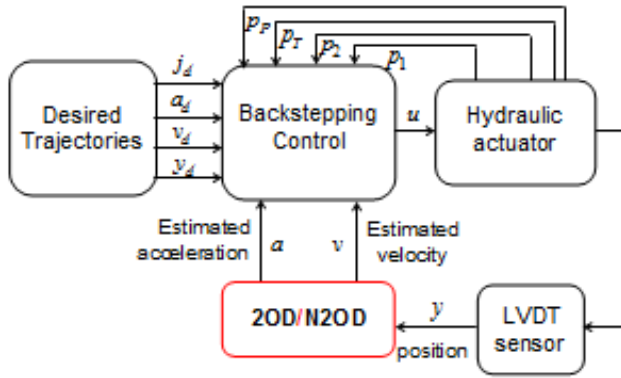 p_P
p_T
p_2
p_1
j_d
a_d
v_d
y_d
Desired
Trajectories
Backstepping
Control
u
Hydraulic
actuator
Estimated
acceleration
a
v
Estimated
velocity
2OD/N2OD
y
position
LVDT
sensor